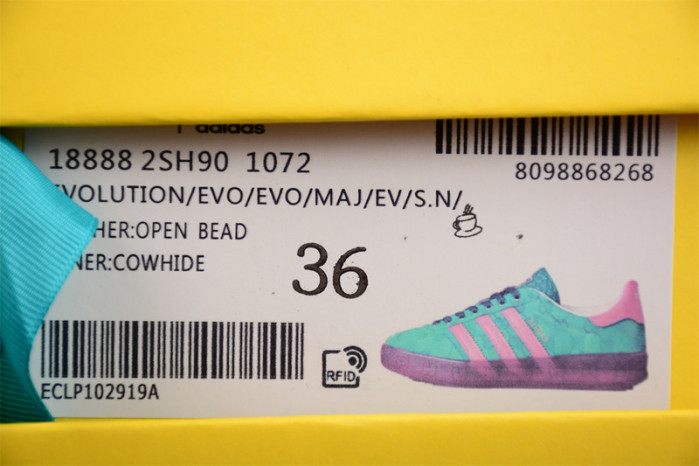 adidas
18888 2SH90 1072
8098868268
EVOLUTION/EVO/EVO/MAJ/EV/S.N/
HER:OPEN BEAD
NER:COWHIDE
36
RFID
ECLP102919A